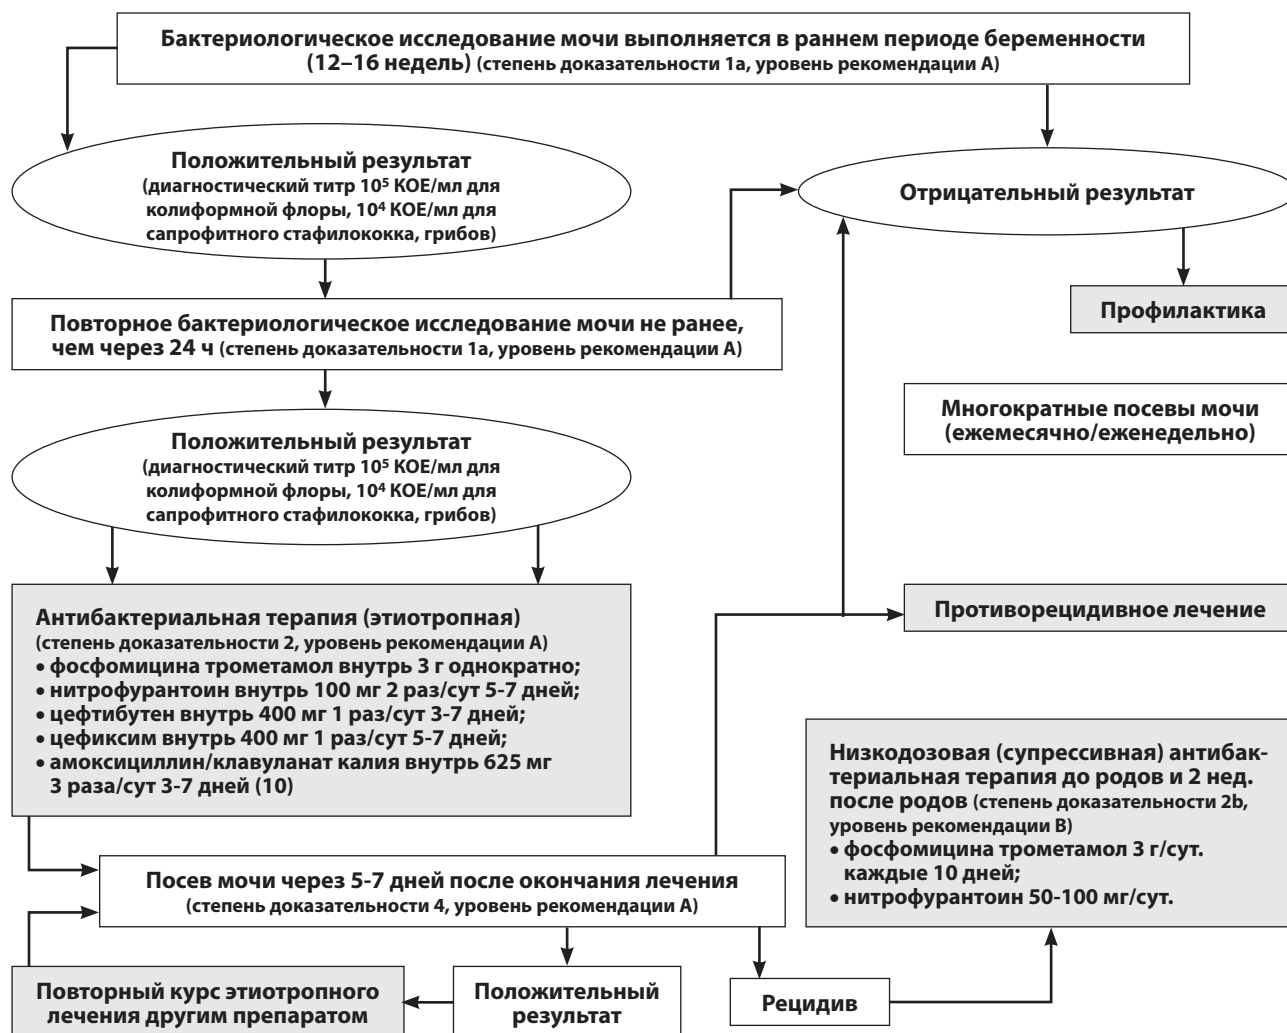 Бактериологическое исследование мочи выполняется в раннем периоде беременности
(12–16 недель) (степень доказательности 1a, уровень рекомендации A)
Положительный результат
(диагностический титр 10⁵ КОЕ/мл для
колиформной флоры, 10⁴ КОЕ/мл для
сапрофитного стафилококка, грибов)
Отрицательный результат
Профилактика
Повторное бактериологическое исследование мочи не ранее,
чем через 24 ч (степень доказательности 1a, уровень рекомендации A)
Многократные посевы мочи
(ежемесячно/еженедельно)
Положительный результат
(диагностический титр 10⁵ КОЕ/мл для
колиформной флоры, 10⁴ КОЕ/мл для
сапрофитного стафилококка, грибов)
Антибактериальная терапия (этиотропная)
(степень доказательности 2, уровень рекомендации A)
• фосфомицина трометамол внутрь 3 г однократно;
• нитрофурантоин внутрь 100 мг 2 раз/сут 5-7 дней;
• цефтибутен внутрь 400 мг 1 раз/сут 3-7 дней;
• цефиксим внутрь 400 мг 1 раз/сут 5-7 дней;
• амоксициллин/клавуланат калия внутрь 625 мг
3 раза/сут 3-7 дней (10)
Противорецидивное лечение
Низкодозовая (супрессивная) антибак-
териальная терапия до родов и 2 нед.
после родов (степень доказательности 2b,
уровень рекомендации B)
• фосфомицина трометамол 3 г/сут.
каждые 10 дней;
• нитрофурантоин 50-100 мг/сут.
Посев мочи через 5-7 дней после окончания лечения
(степень доказательности 4, уровень рекомендации A)
Повторный курс этиотропного
лечения другим препаратом
Положительный
результат
Рецидив